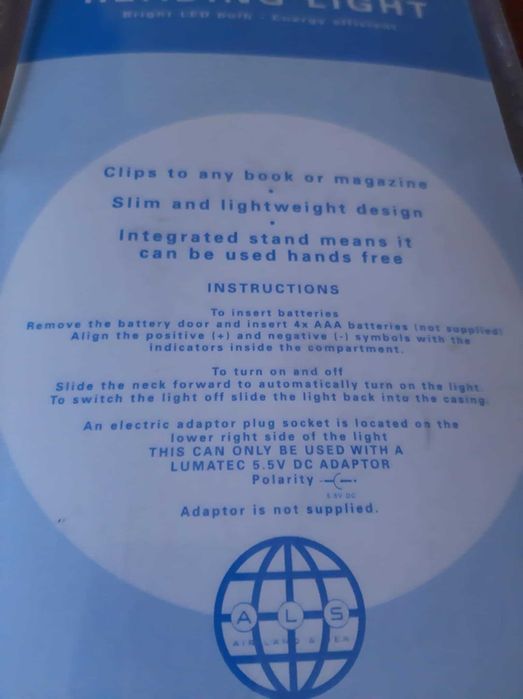 READING LIGHT
Bright LED Bulb - Energy efficient
Clips to any book or magazine
•
Slim and lightweight design
•
Integrated stand means it
can be used hands free
INSTRUCTIONS
To insert batteries
Remove the battery door and insert 4x AAA batteries (not supplied)
Align the positive (+) and negative (-) symbols with the
indicators inside the compartment.
To turn on and off
Slide the neck forward to automatically turn on the light.
To switch the light off slide the light back into the casing.
An electric adaptor plug socket is located on the
lower right side of the light
THIS CAN ONLY BE USED WITH A
LUMATEC 5.5V DC ADAPTOR
Polarity
5.5V DC
Adaptor is not supplied.
A L S
AIR LAND & SEA